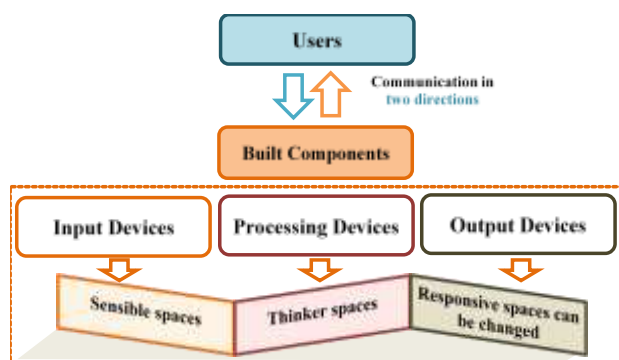 Users
Communication in
two directions
Built Components
Input Devices
Processing Devices
Output Devices
Sensible spaces
Thinker spaces
Responsive spaces can
be changed